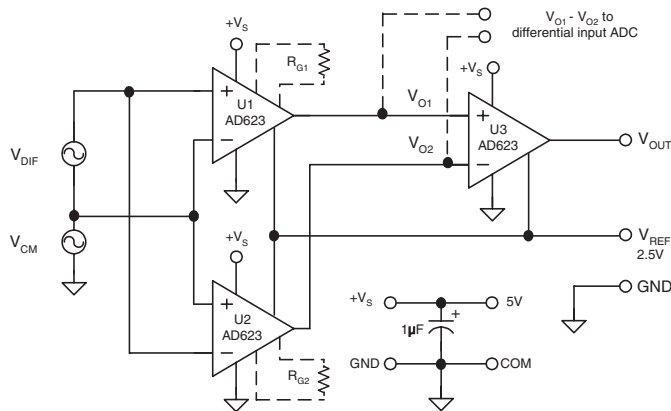 V_O1 - V_O2 to
differential input ADC
+V_S
R_G1
+V_S
+
U1
AD623
−
V_O1
+
U3
AD623
−
V_OUT
V_DIF
V_O2
V_CM
+V_S
V_REF
2.5V
+
U2
AD623
−
GND
+V_S
5V
+
1µF
R_G2
GND
COM